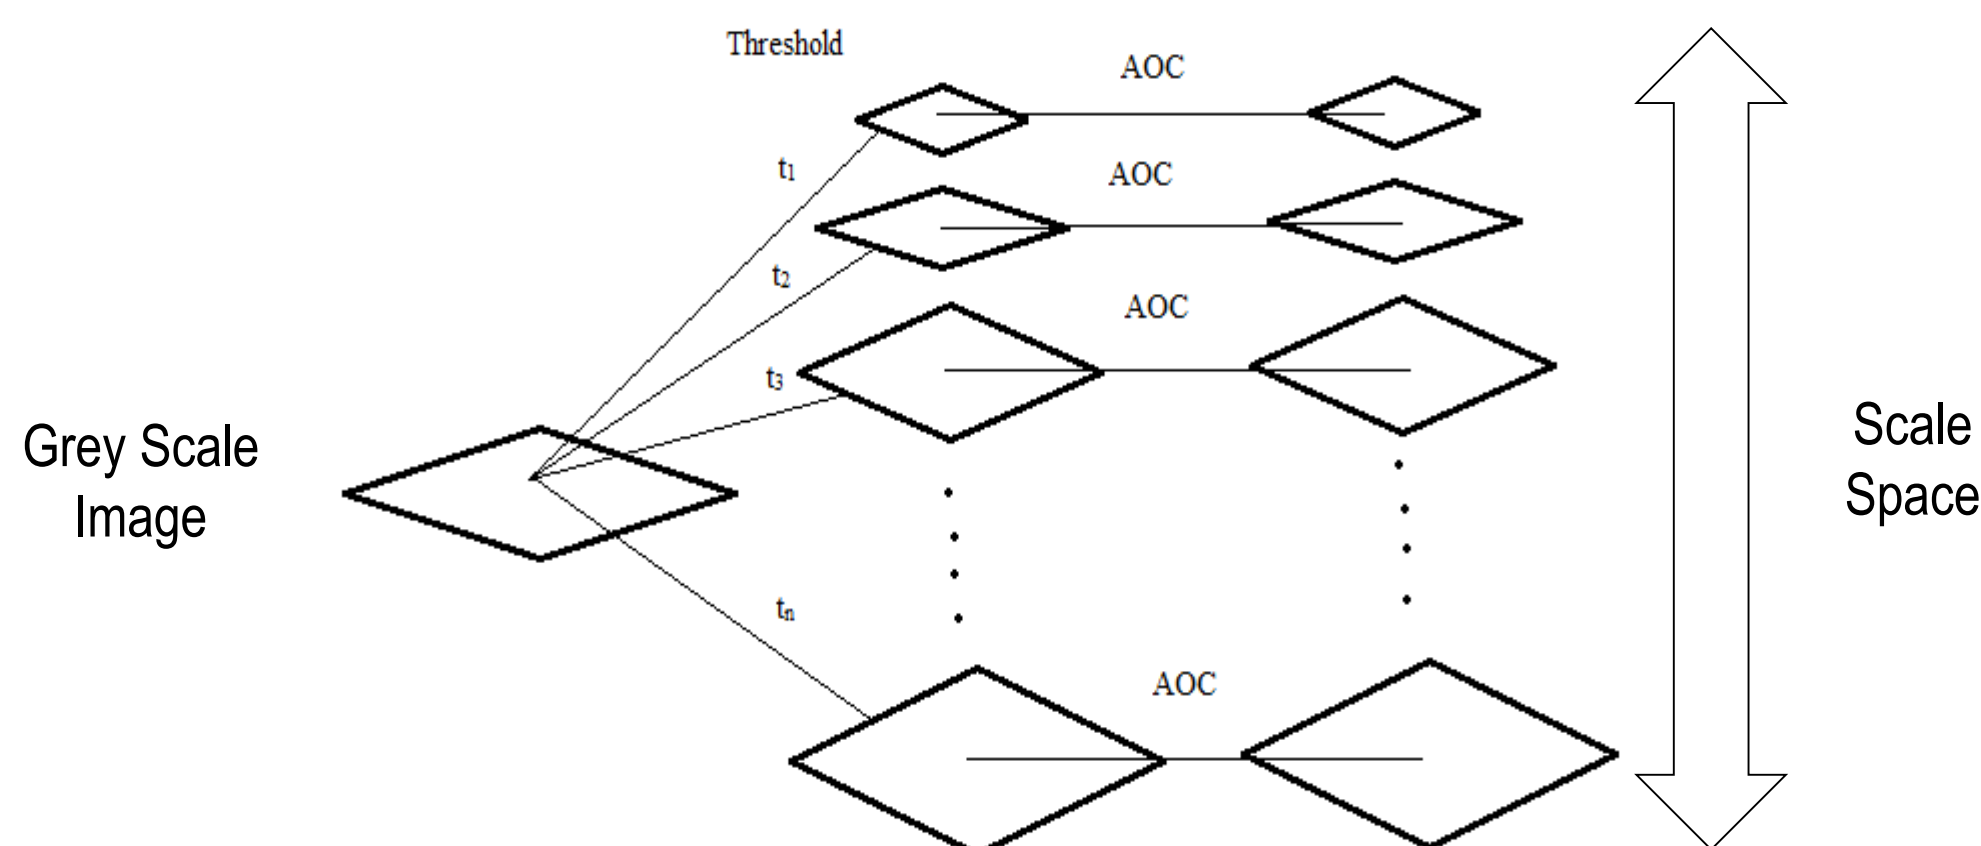 Threshold
AOC
t1
AOC
t2
AOC
t3
Grey Scale
Image
Scale
Space
tn
AOC